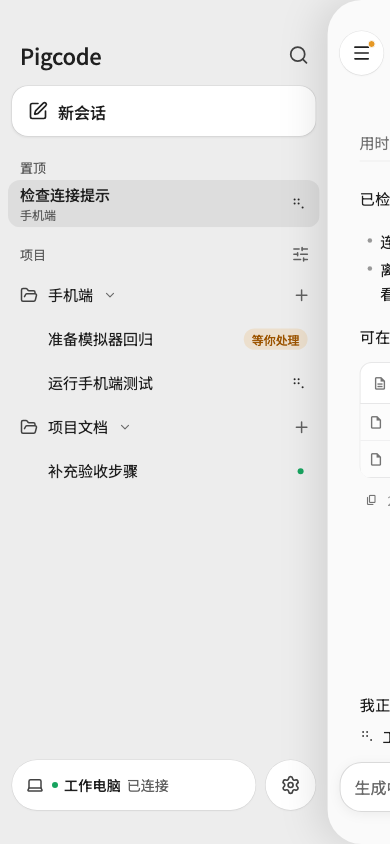 Pigcode
新会话
置顶
检查连接提示
手机端
项目
手机端
准备模拟器回归 等你处理
运行手机端测试
项目文档
补充验收步骤
工作电脑 已连接
用时
已检
连
离
看
可在
我正
生成